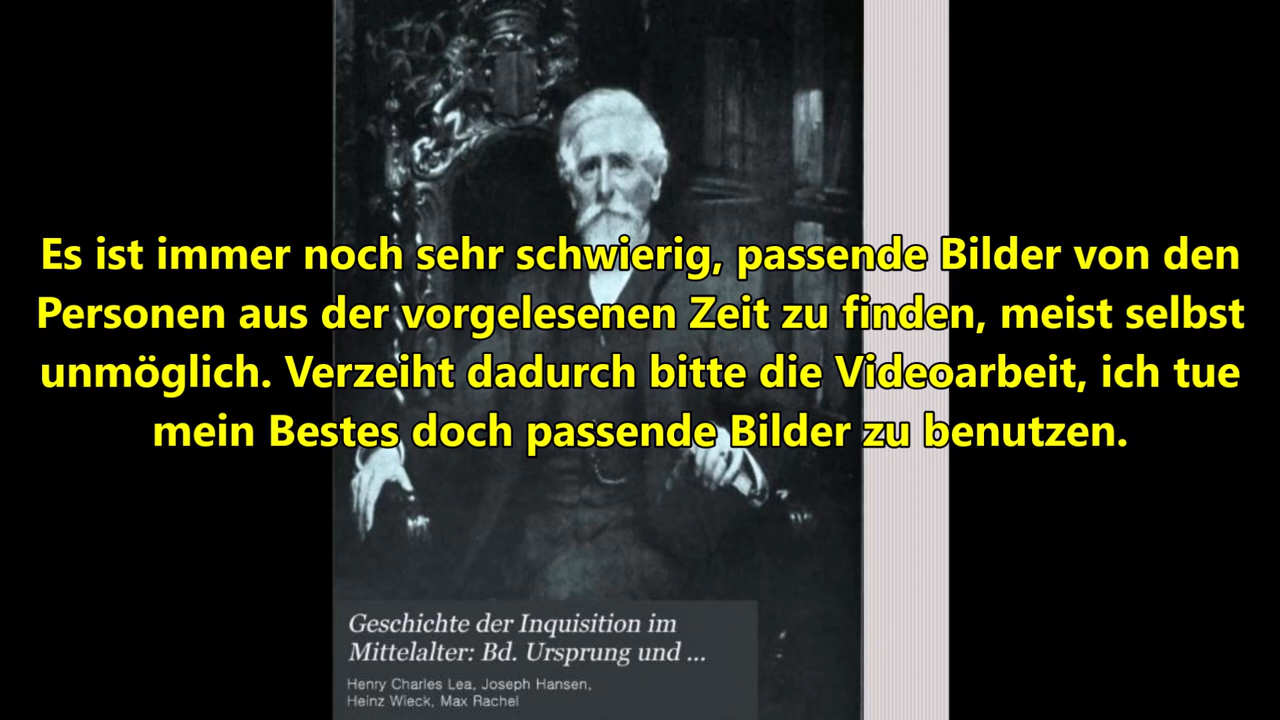 Es ist immer noch sehr schwierig, passende Bilder von den
Personen aus der vorgelesenen Zeit zu finden, meist selbst
unmöglich. Verzeiht dadurch bitte die Videoarbeit, ich tue
mein Bestes doch passende Bilder zu benutzen.
Geschichte der Inquisition im
Mittelalter: Bd. Ursprung und ...
Henry Charles Lea, Joseph Hansen,
Heinz Wieck, Max Rachel